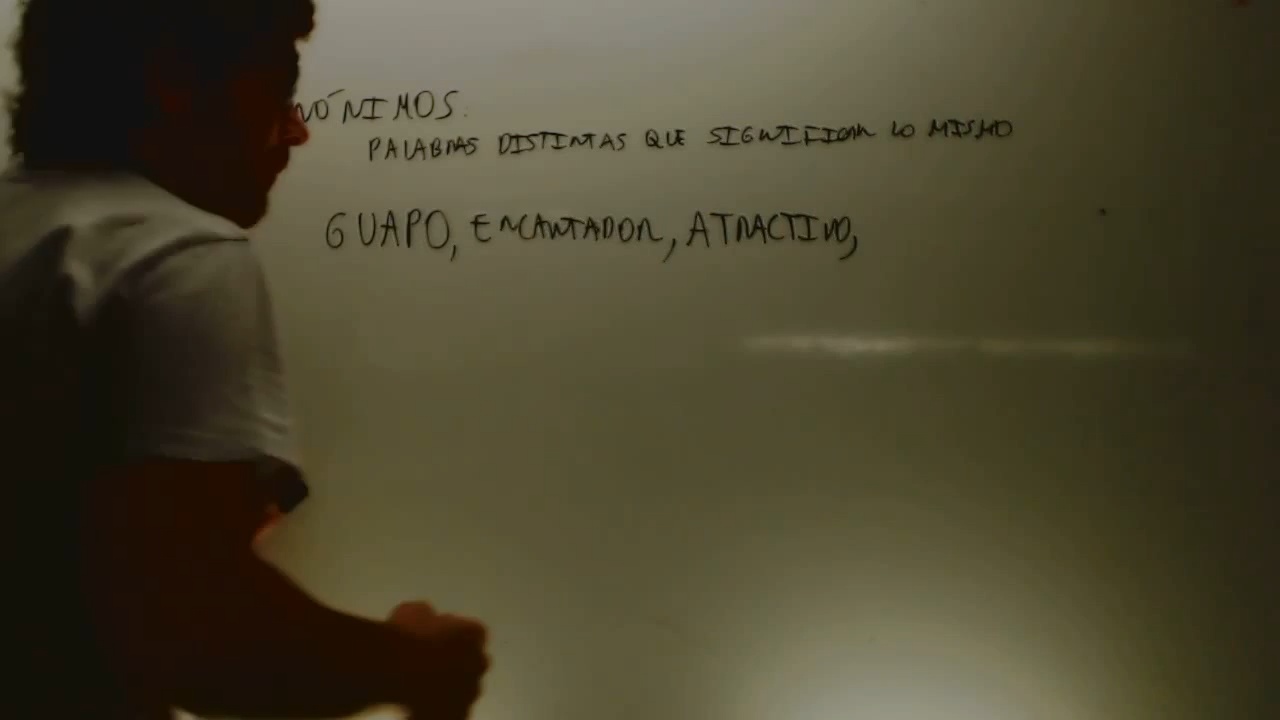 NÓNIMOS:
PALABRAS DISTINTAS QUE SIGNIFICAN LO MISMO
GUAPO, ENCANTADOR, ATRACTIVO,